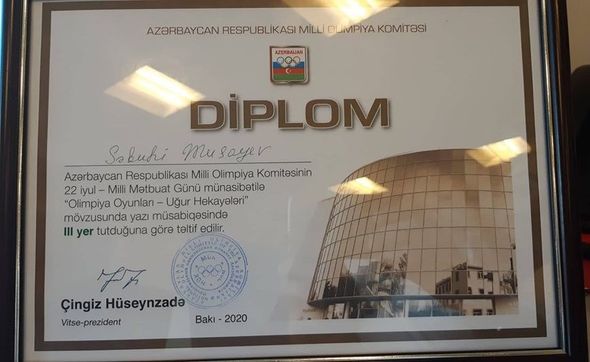 AZƏRBAYCAN RESPUBLİKASI MİLLİ OLİMPİYA KOMİTƏSİ
AZERBAIJAN
DİPLOM
Səbuhi Musayev
Azərbaycan Respublikası Milli Olimpiya Komitəsinin
22 iyul – Milli Mətbuat Günü münasibətilə
“Olimpiya Oyunları – Uğur Hekayələri”
mövzusunda yazı müsabiqəsində
III yer tutduğuna görə təltif edilir.
MOK
Çingiz Hüseynzadə
Vitse-prezident
Bakı - 2020